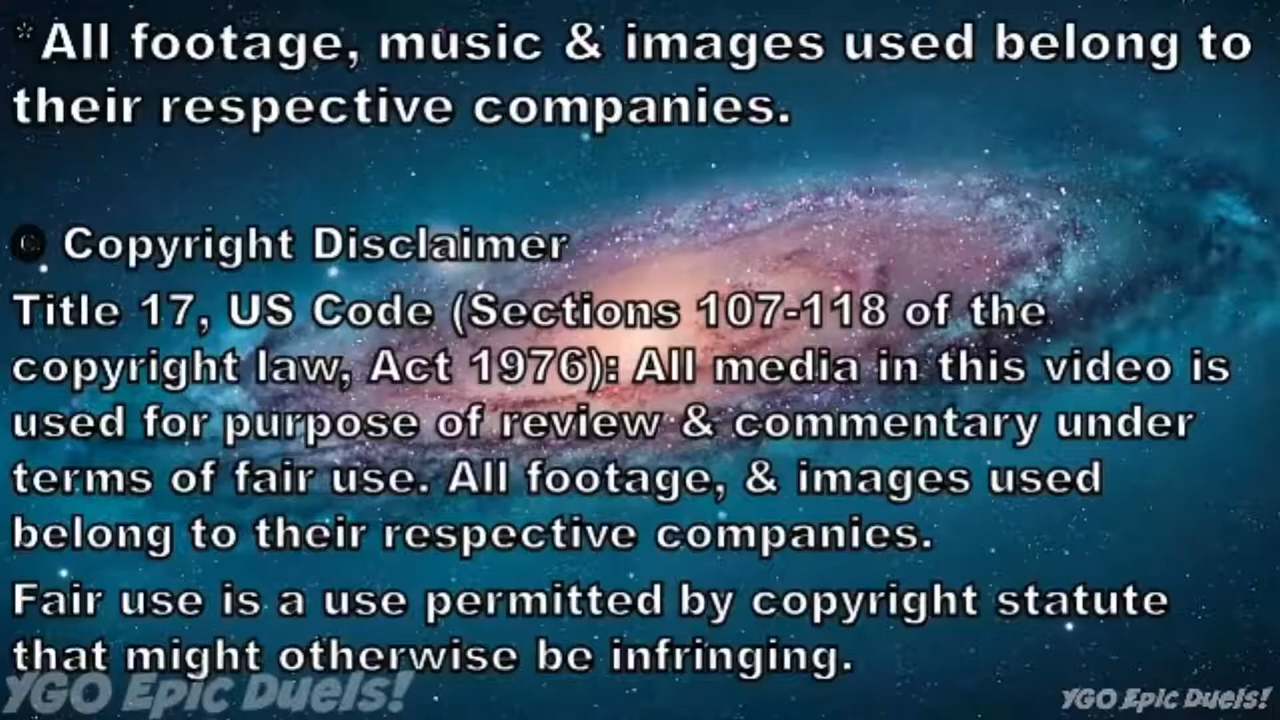 *All footage, music & images used belong to
their respective companies.
© Copyright Disclaimer
Title 17, US Code (Sections 107-118 of the
copyright law, Act 1976): All media in this video is
used for purpose of review & commentary under
terms of fair use. All footage, & images used
belong to their respective companies.
Fair use is a use permitted by copyright statute
that might otherwise be infringing.
YGO Epic Duels!
YGO Epic Duels!